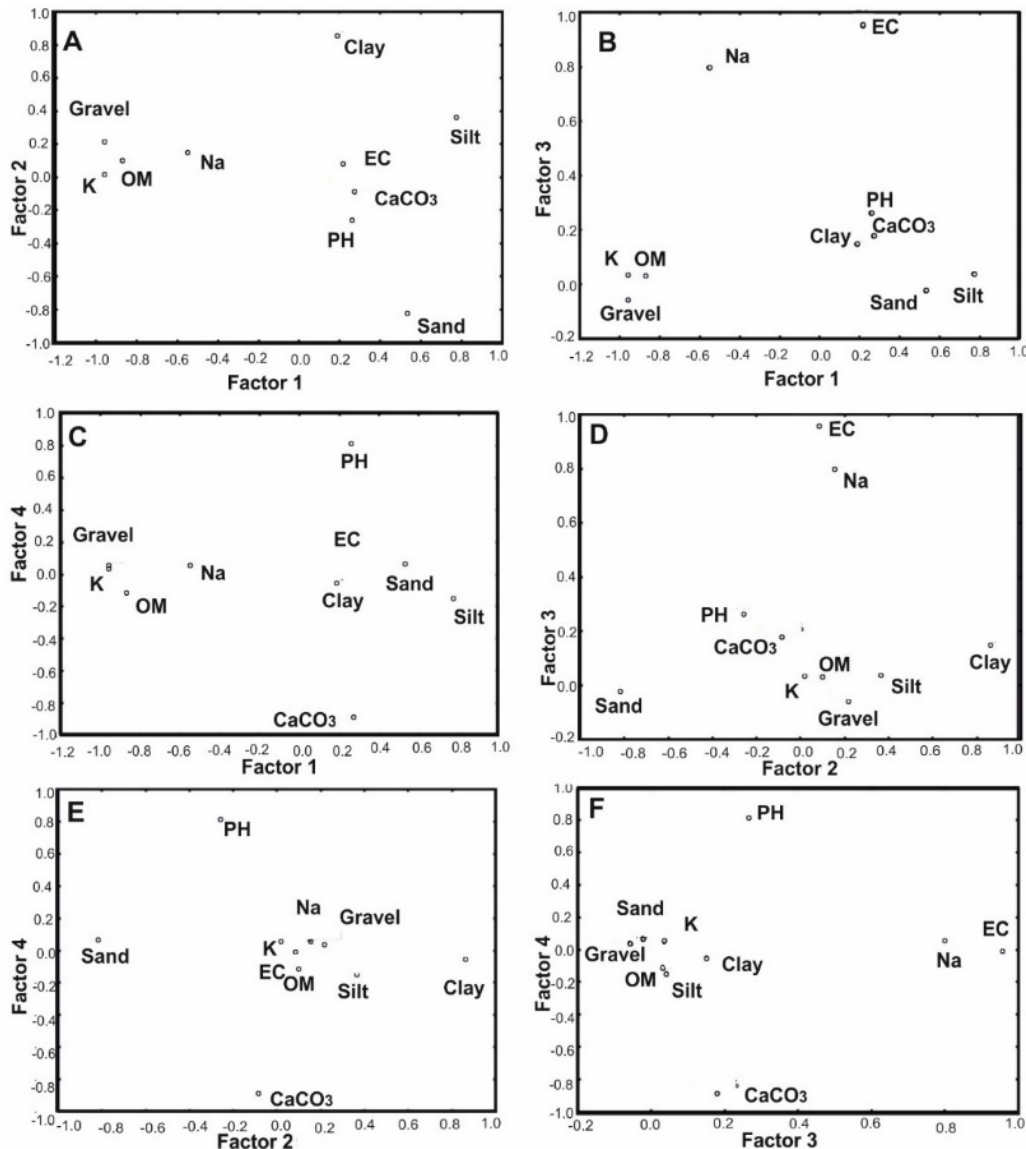 A
1.0
0.8
0.6
0.4
0.2
0.0
-0.2
-0.4
-0.6
-0.8
-1.0
Factor 2
Clay
Gravel
Silt
Na
EC
K
OM
CaCO3
PH
Sand
-1.2 -1.0 -0.8 -0.6 -0.4 -0.2 0.0 0.2 0.4 0.6 0.8 1.0
Factor 1
B
1.0
0.8
0.6
0.4
0.2
0.0
-0.2
Factor 3
EC
Na
PH
CaCO3
Clay
K OM
Gravel
Sand
Silt
-1.2 -1.0 -0.8 -0.6 -0.4 -0.2 0.0 0.2 0.4 0.6 0.8 1.0
Factor 1
C
1.0
0.8
0.6
0.4
0.2
0.0
-0.2
-0.4
-0.6
-0.8
-1.0
Factor 4
PH
Gravel
EC
K
Na
Sand
OM
Clay
Silt
CaCO3
-1.2 -1.0 -0.8 -0.6 -0.4 -0.2 0.0 0.2 0.4 0.6 0.8 1.0
Factor 1
D
1.0
0.8
0.6
0.4
0.2
0.0
-0.2
Factor 3
EC
Na
PH
CaCO3
OM
Clay
K
Silt
Sand
Gravel
-1.0 -0.8 -0.6 -0.4 -0.2 0.0 0.2 0.4 0.6 0.8 1.0
Factor 2
E
1.0
0.8
0.6
0.4
0.2
0.0
-0.2
-0.4
-0.6
-0.8
-1.0
Factor 4
PH
Na
Gravel
Sand
K
EC
OM
Silt
Clay
CaCO3
-1.0 -0.8 -0.6 -0.4 -0.2 0.0 0.2 0.4 0.6 0.8 1.0
Factor 2
F
1.0
0.8
0.6
0.4
0.2
0.0
-0.2
-0.4
-0.6
-0.8
-1.0
Factor 4
PH
Sand
K
EC
Gravel
Na
Clay
OM
Silt
CaCO3
-0.2 0.0 0.2 0.4 0.6 0.8 1.0
Factor 3